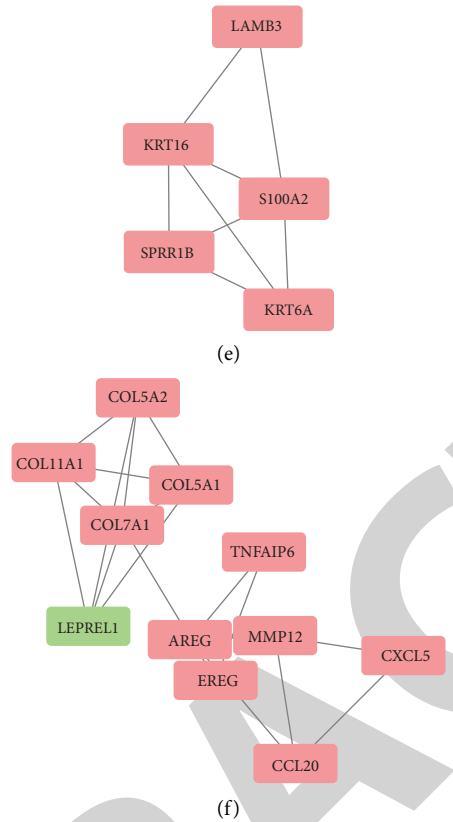 LAMB3
KRT16
S100A2
SPRR1B
KRT6A
(e)
COL5A2
COL11A1
COL5A1
COL7A1
TNFAIP6
LEPREL1
AREG
MMP12
CXCL5
EREG
CCL20
(f)